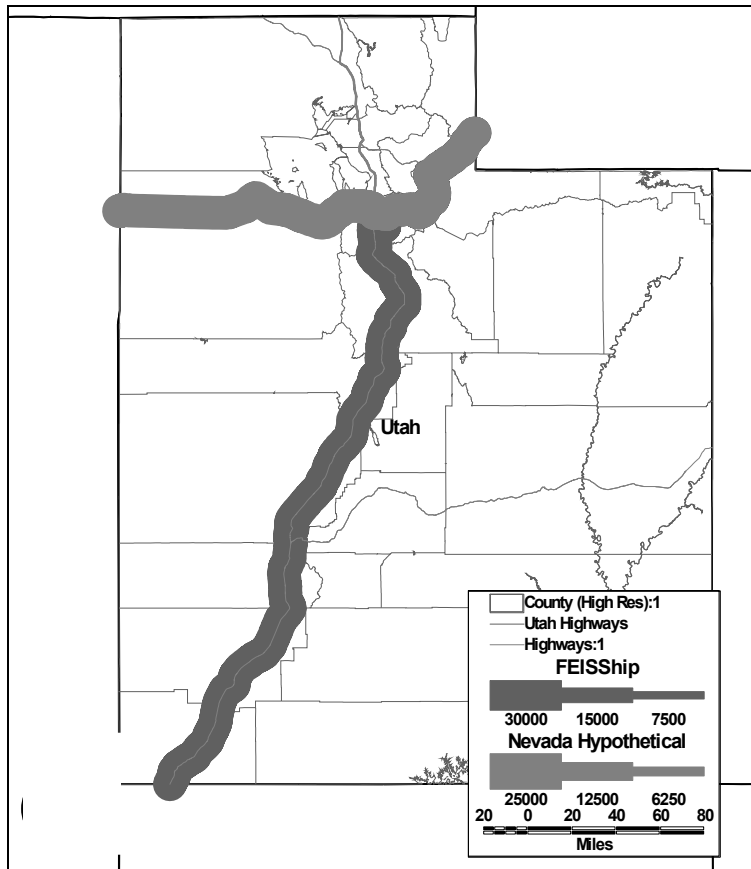 Utah
County (High Res):1
Utah Highways
Highways:1
FEISShip
30000 15000 7500
Nevada Hypothetical
25000 12500 6250
20 0 20 40 60 80
Miles